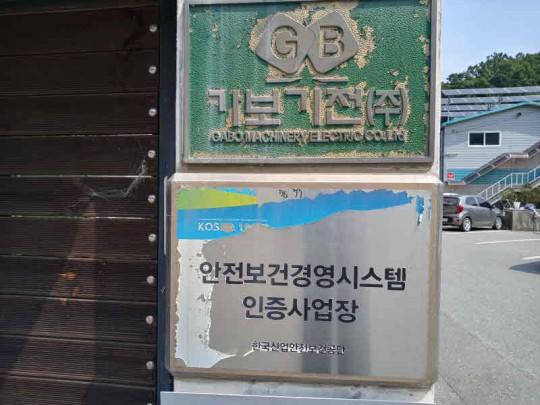 GB
가보기전(주)
GABO MACHINERY ELECTRIC CO.LTD
안전보건경영시스템
인증사업장
한국산업안전보건공단